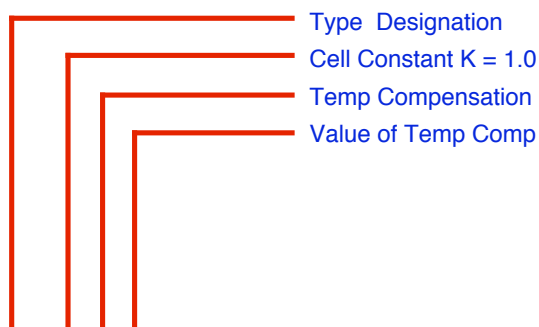 Type Designation
Cell Constant K = 1.0
Temp Compensation
Value of Temp Comp